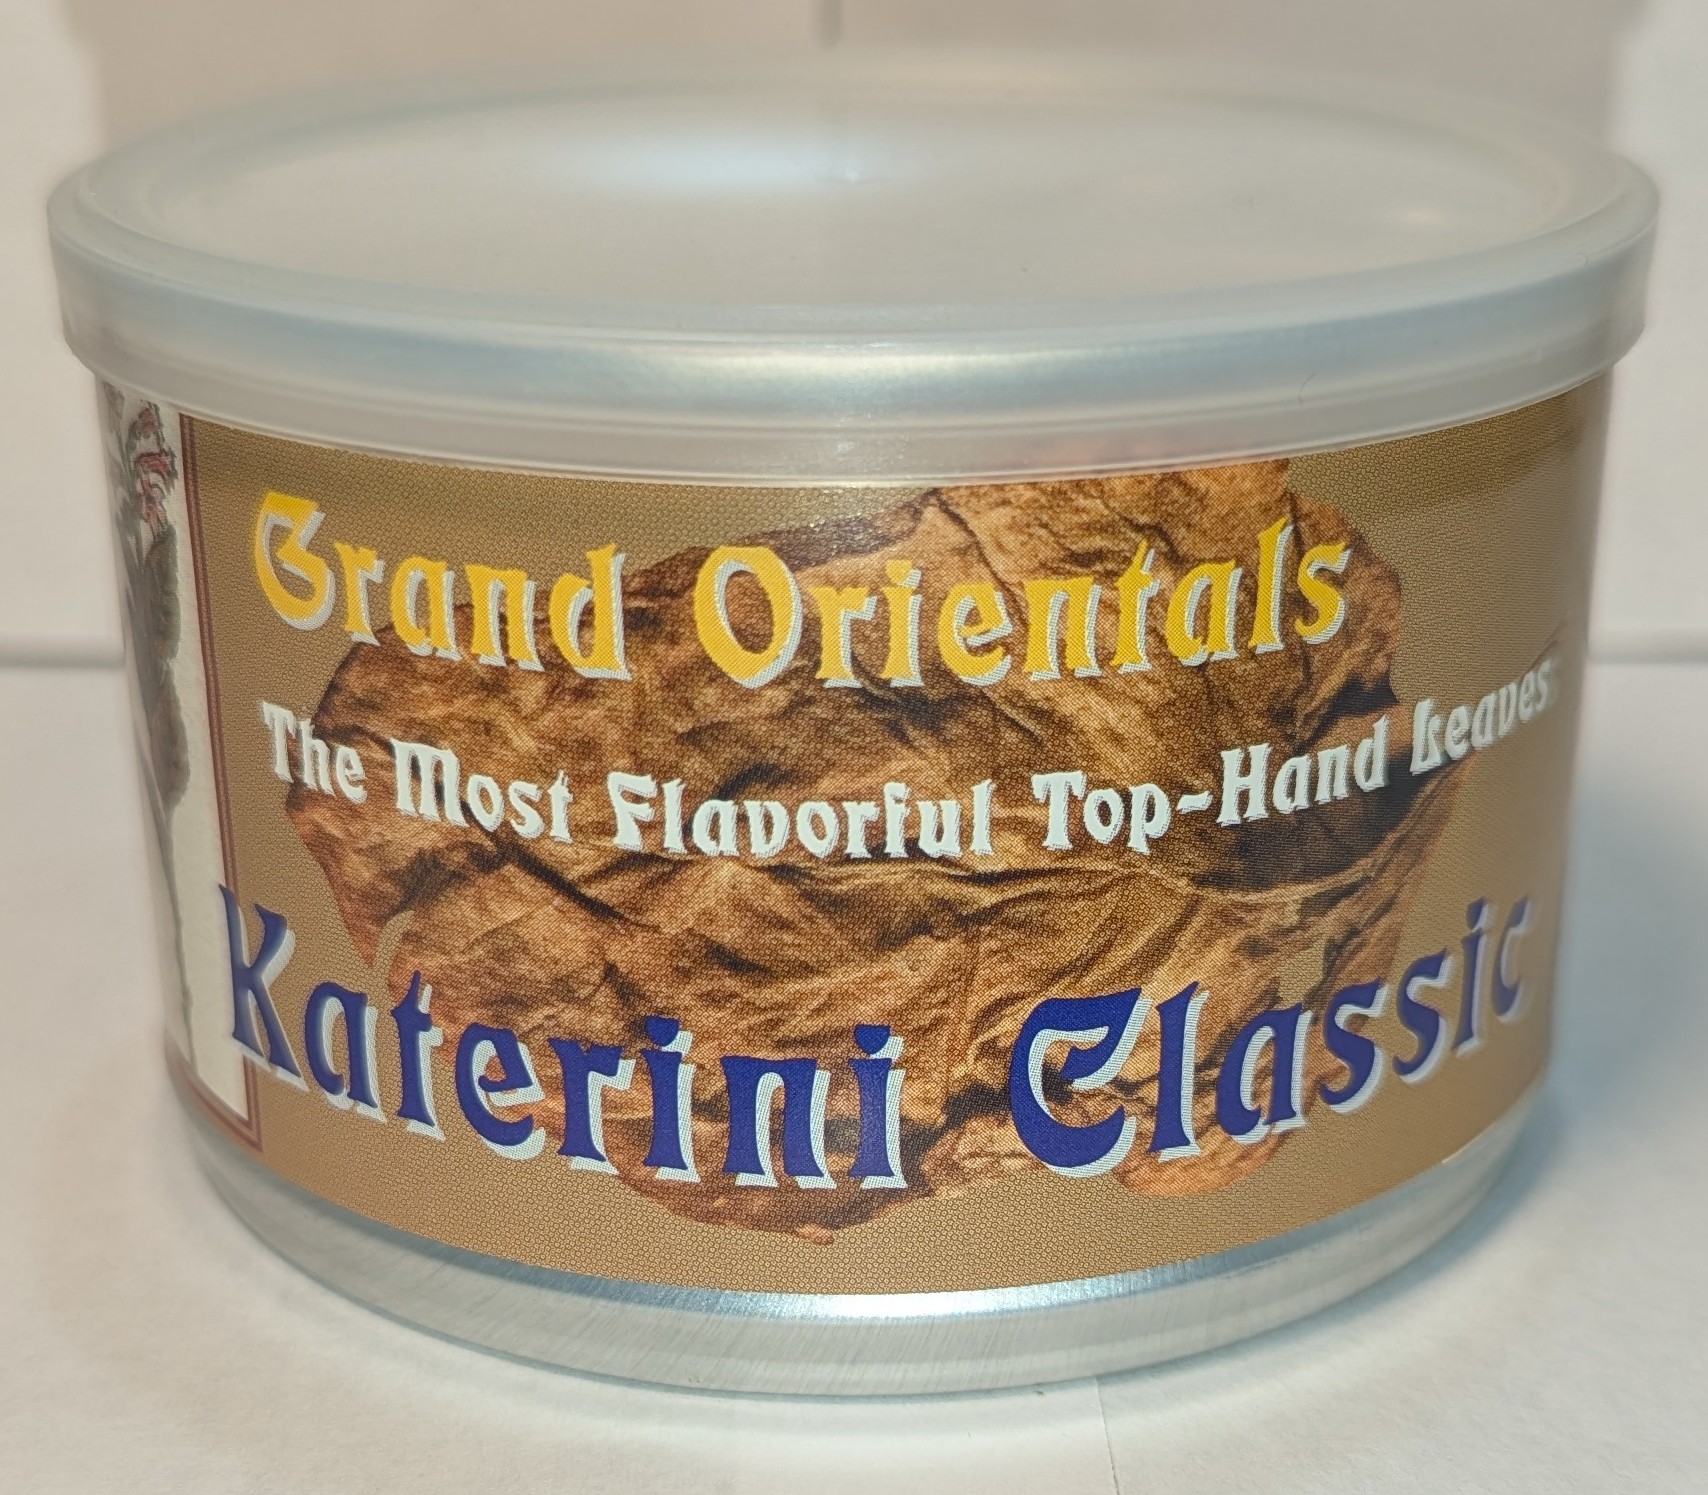 Grand Orientals
The Most Flavorful Top-Hand Leaves
Katerini Classic